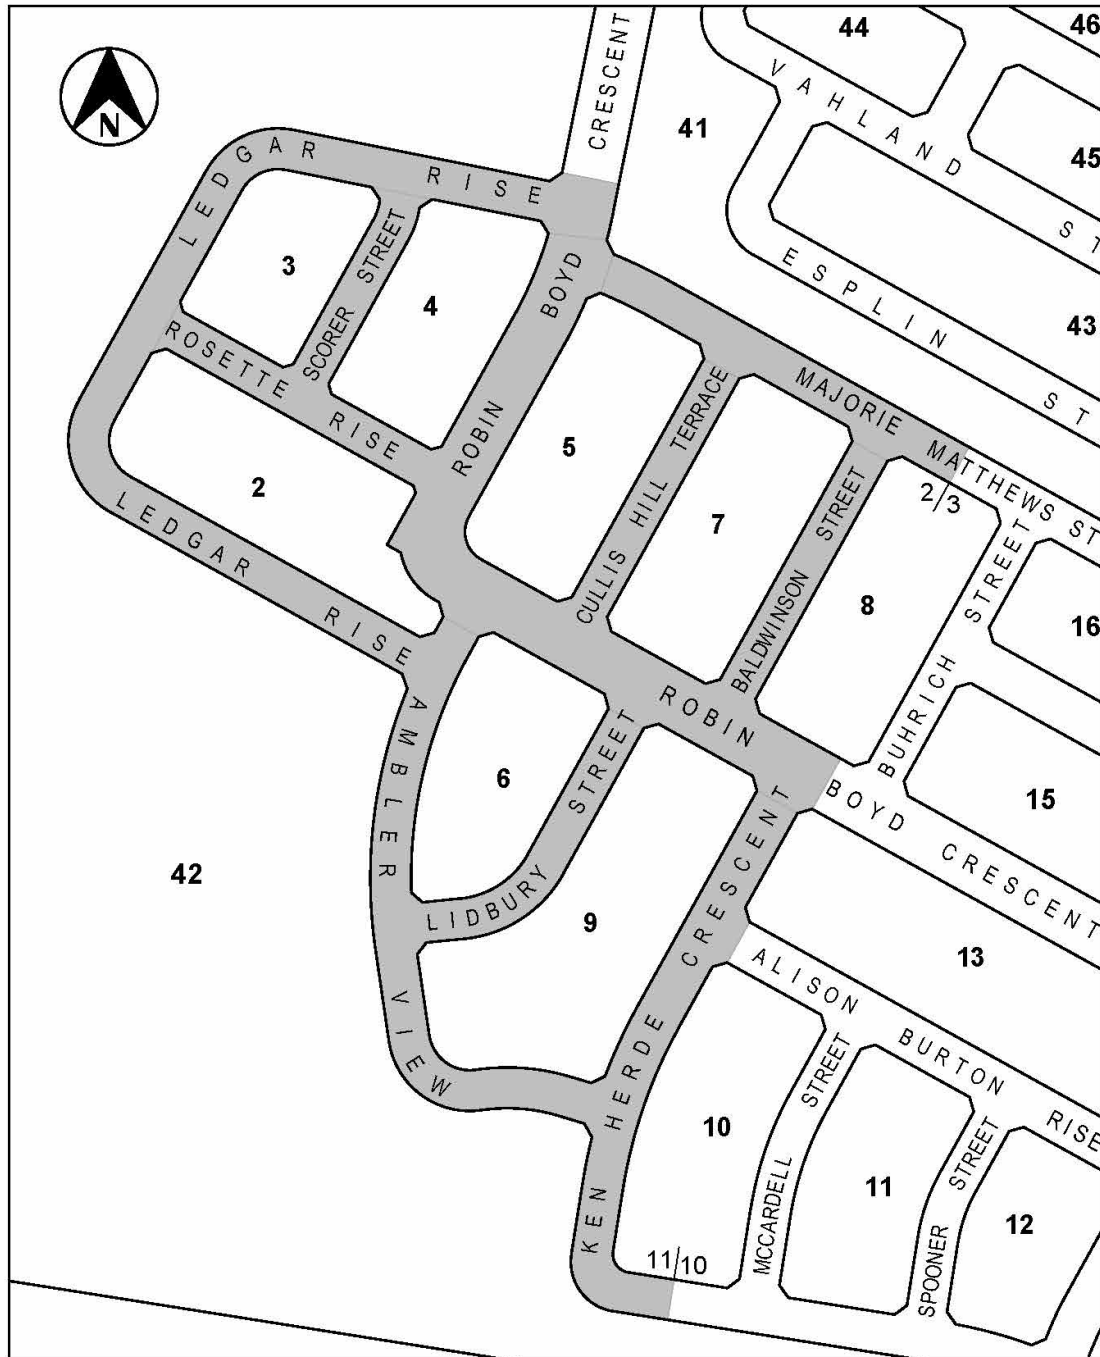 CRESCENT
44
46
VAHLAND ST
41
N
45
LEDGAR RISE
3
SCORER STREET
4
ROBIN BOYD
ESPLIN ST
43
ROSETTE RISE
MAJORIE MATTHEWS ST
5
CULLIS HILL TERRACE
7
BALDWINSON STREET
2/3
2
LEDGAR RISE
8
BUHRICH STREET
16
ROBIN
BOYD CRESCENT
15
AMBLER VIEW
6
LIDBURY STREET
42
9
KEN HERDE CRESCENT
13
ALISON BURTON RISE
10
MCCARDELL STREET
11
SPOONER STREET
12
11/10